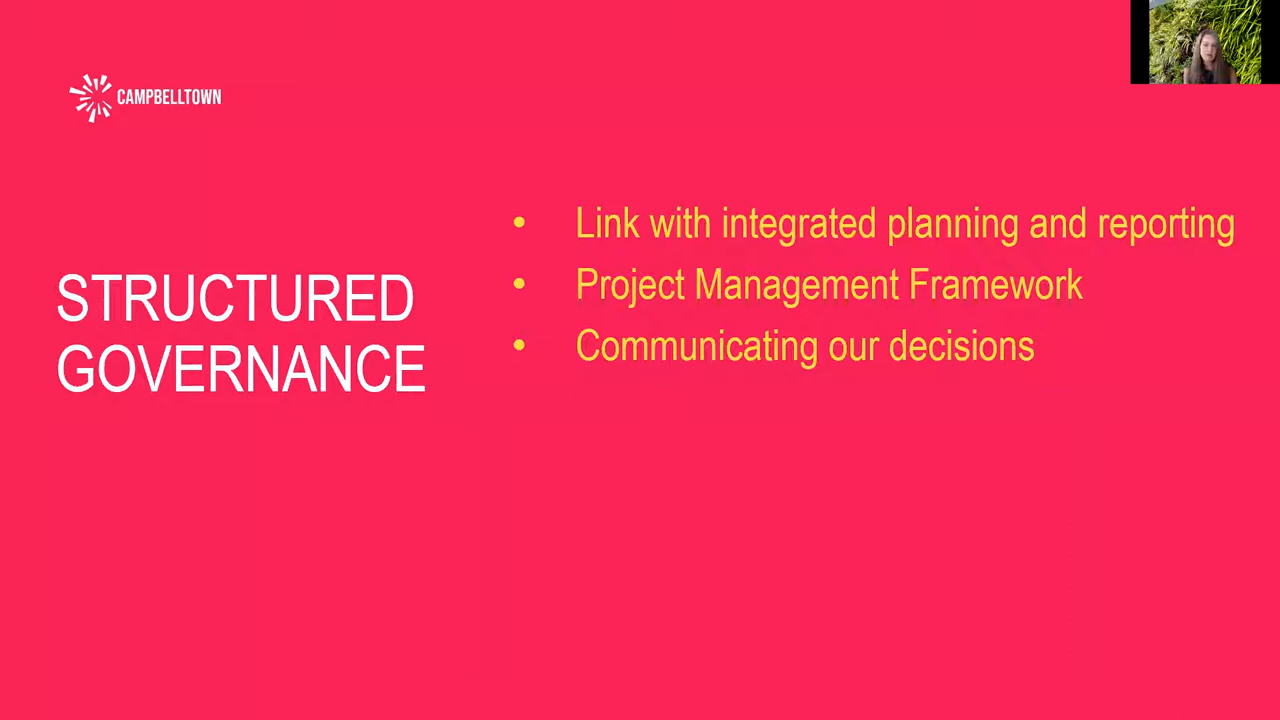 CAMPBELLTOWN
STRUCTURED
GOVERNANCE
• Link with integrated planning and reporting
• Project Management Framework
• Communicating our decisions